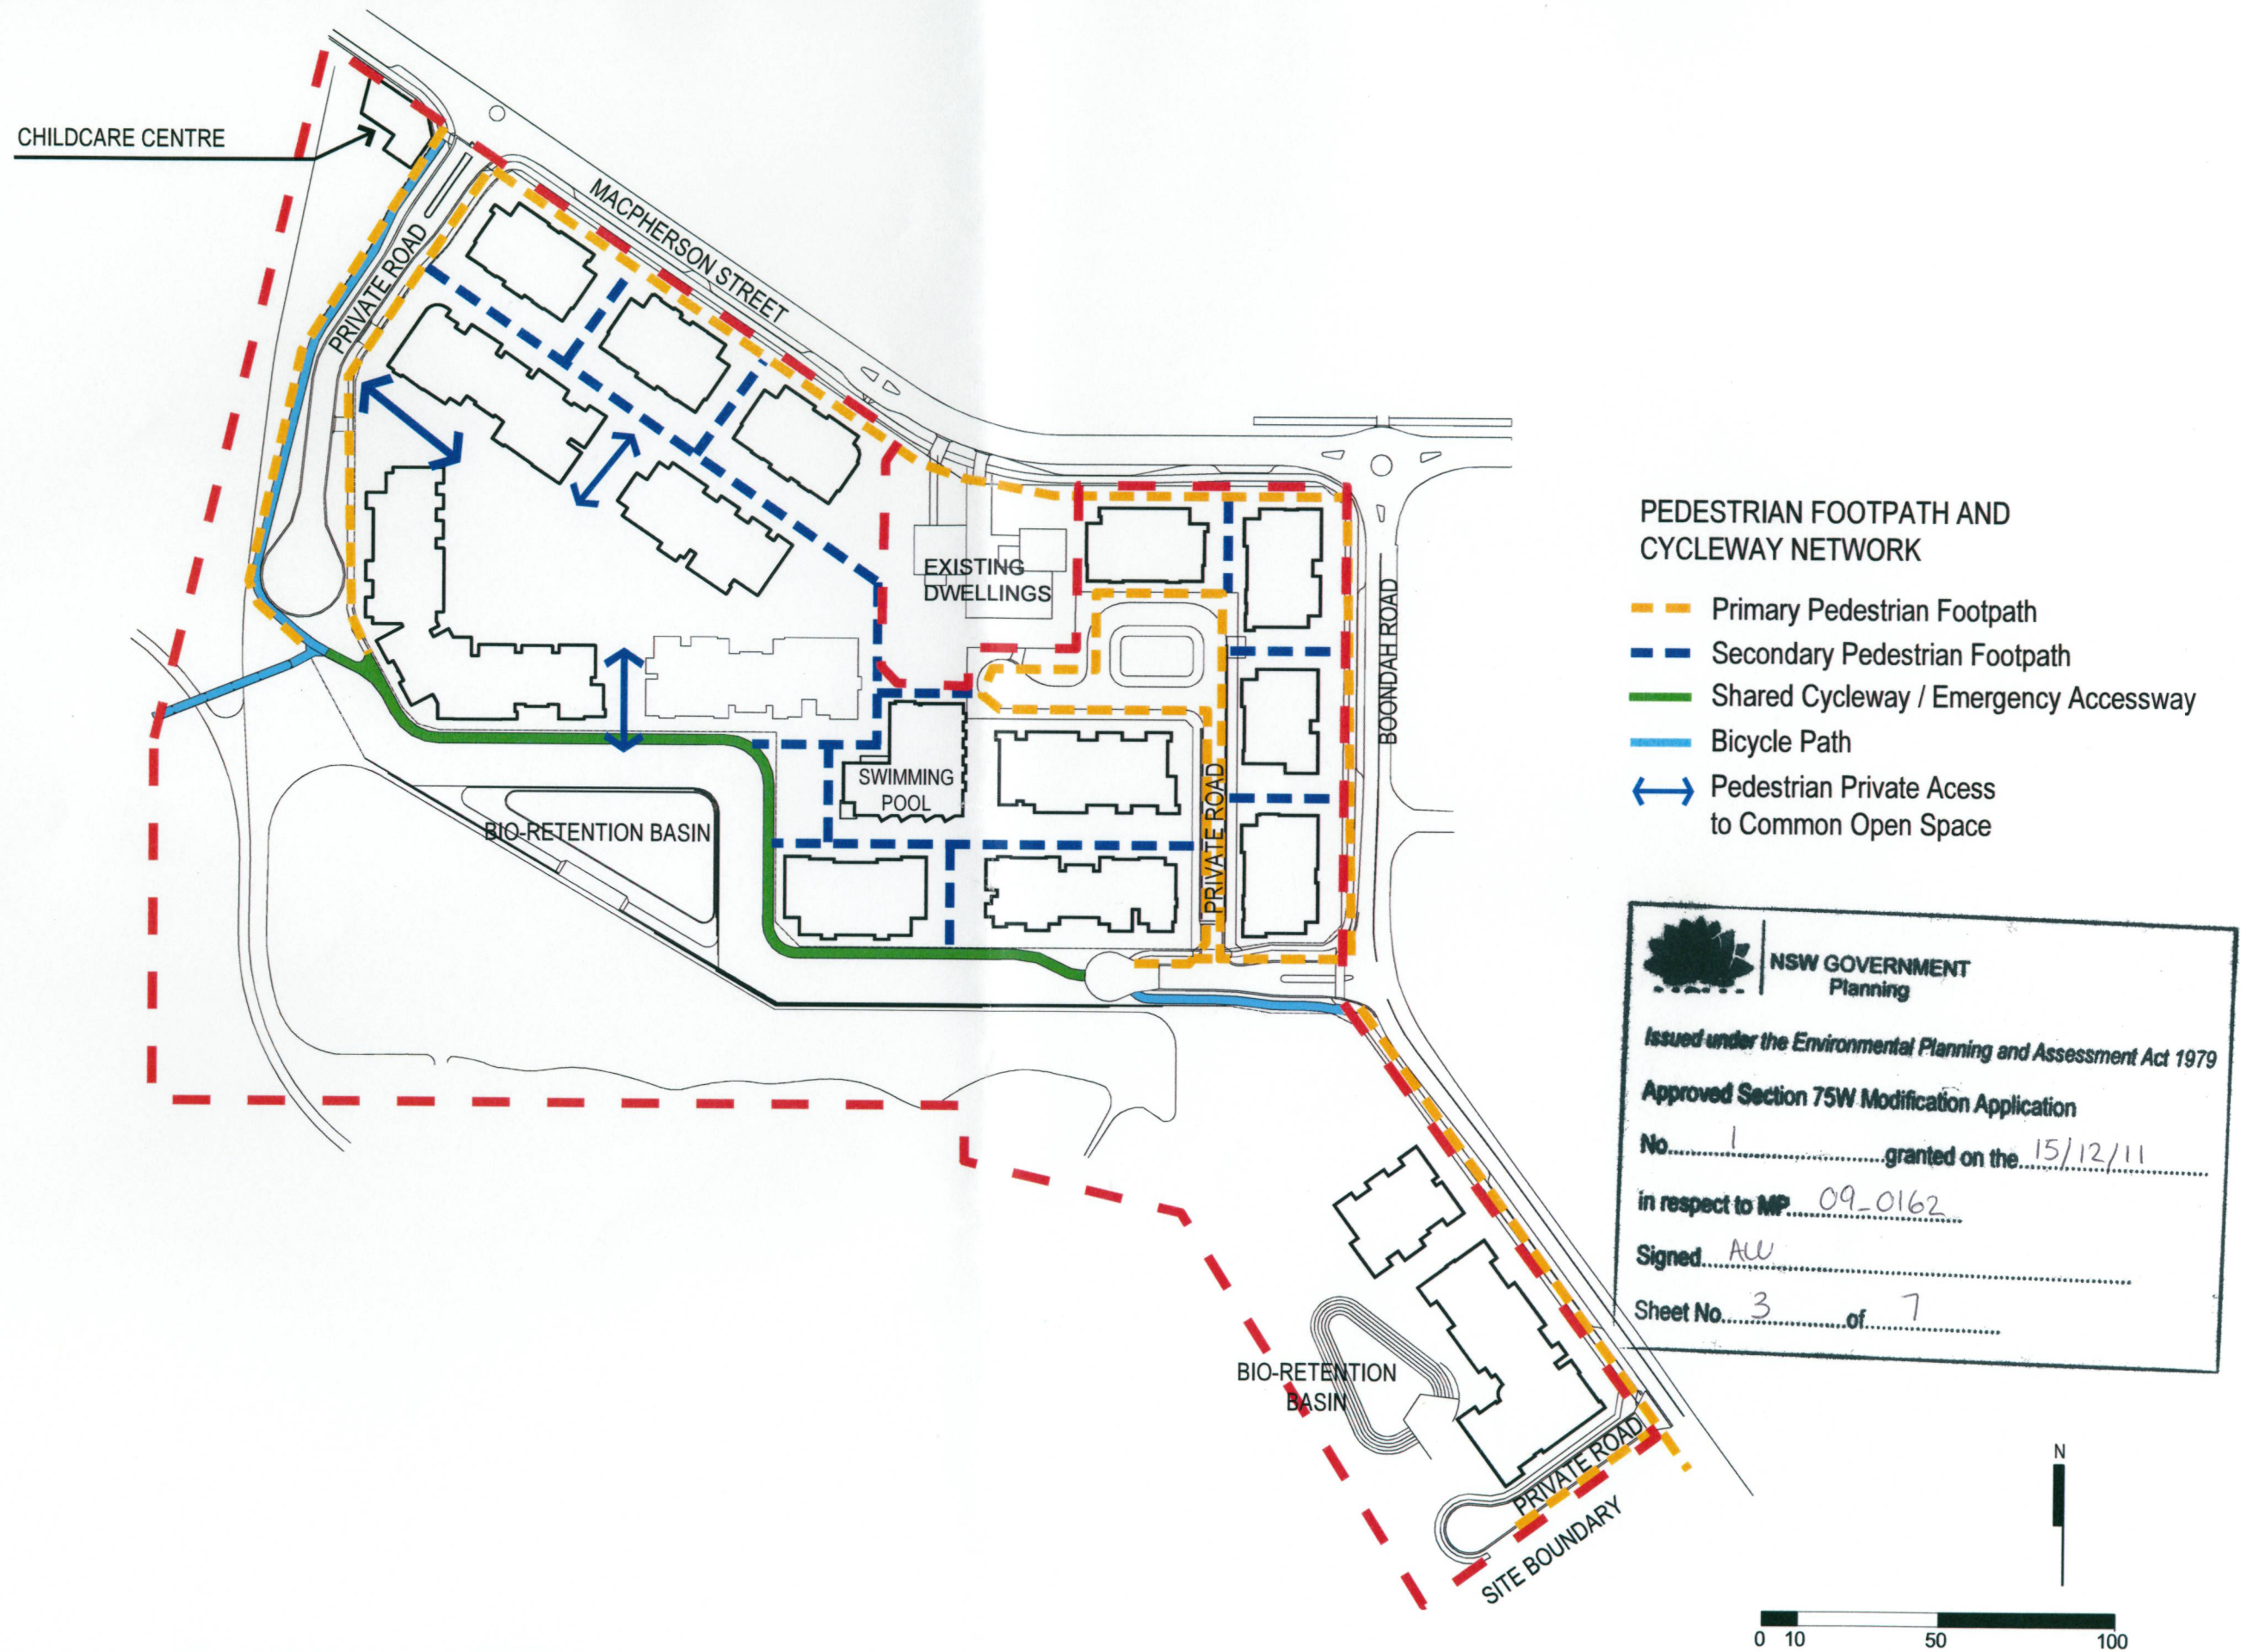 CHILDCARE CENTRE
MACPHERSON STREET
PRIVATE ROAD
EXISTING
DWELLINGS
BOONDAH ROAD
SWIMMING
POOL
PRIVATE ROAD
BIO-RETENTION BASIN
BIO-RETENTION
BASIN
PRIVATE ROAD
SITE BOUNDARY
PEDESTRIAN FOOTPATH AND
CYCLEWAY NETWORK
Primary Pedestrian Footpath
Secondary Pedestrian Footpath
Shared Cycleway / Emergency Accessway
Bicycle Path
Pedestrian Private Acess
to Common Open Space
NSW GOVERNMENT
Planning
Issued under the Environmental Planning and Assessment Act 1979
Approved Section 75W Modification Application
No. 1 granted on the 15/12/11
in respect to MP 09_0162
Signed AW
Sheet No. 3 of 7
N
0 10 50 100